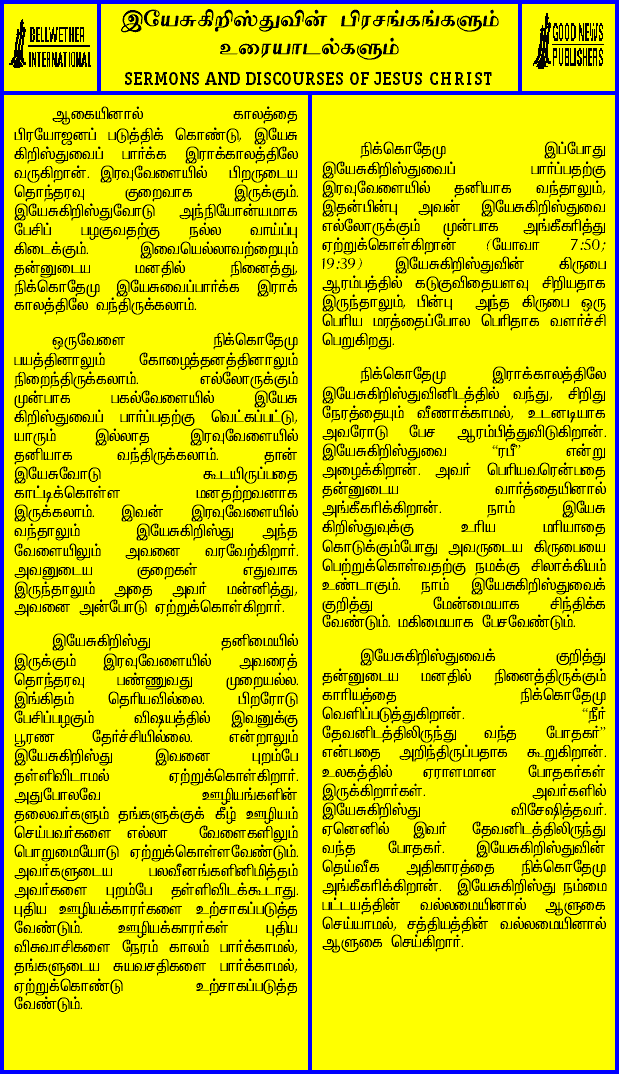 BELLWETHER
INTERNATIONAL
இயேசுகிறிஸ்துவின் பிரசங்கங்களும்
உரையாடல்களும்
SERMONS AND DISCOURSES OF JESUS CHRIST
GOOD NEWS
PUBLISHERS
ஆகையினால் காலத்தை
பிரயோஜனப் படுத்திக் கொண்டு, இயேசு
கிறிஸ்துவைப் பார்க்க இராக்காலத்திலே
வருகிறான். இரவுவேளையில் பிறருடைய
தொந்தரவு குறைவாக இருக்கும்.
இயேசுகிறிஸ்துவோடு அந்நியோன்யமாக
பேசிப் பழகுவதற்கு நல்ல வாய்ப்பு
கிடைக்கும். இவையெல்லாவற்றையும்
தன்னுடைய மனதில் நினைத்து,
நிக்கொதேமு இயேசுவைப்பார்க்க இராக்
காலத்திலே வந்திருக்கலாம்.
ஒருவேளை நிக்கொதேமு
பயத்தினாலும் கோழைத்தனத்தினாலும்
நிறைந்திருக்கலாம். எல்லோருக்கும்
முன்பாக பகல்வேளையில் இயேசு
கிறிஸ்துவைப் பார்ப்பதற்கு வெட்கப்பட்டு,
யாரும் இல்லாத இரவுவேளையில்
தனியாக வந்திருக்கலாம். தான்
இயேசுவோடு கூடயிருப்பதை
காட்டிக்கொள்ள மனதற்றவனாக
இருக்கலாம். இவன் இரவுவேளையில்
வந்தாலும் இயேசுகிறிஸ்து அந்த
வேளையிலும் அவனை வரவேற்கிறார்.
அவனுடைய குறைகள் எதுவாக
இருந்தாலும் அதை அவர் மன்னித்து,
அவனை அன்போடு ஏற்றுக்கொள்கிறார்.
இயேசுகிறிஸ்து தனிமையில்
இருக்கும் இரவுவேளையில் அவரைத்
தொந்தரவு பண்ணுவது முறையல்ல.
இங்கிதம் தெரியவில்லை. பிறரோடு
பேசிப்பழகும் விஷயத்தில் இவனுக்கு
பூரண தேர்ச்சியில்லை. என்றாலும்
இயேசுகிறிஸ்து இவனை புறம்பே
தள்ளிவிடாமல் ஏற்றுக்கொள்கிறார்.
அதுபோலவே ஊழியங்களின்
தலைவர்களும் தங்களுக்குக் கீழ் ஊழியம்
செய்பவர்களை எல்லா வேளைகளிலும்
பொறுமையோடு ஏற்றுக்கொள்ளவேண்டும்.
அவர்களுடைய பலவீனங்களினிமித்தம்
அவர்களை புறம்பே தள்ளிவிடக்கூடாது.
புதிய ஊழியக்காரர்களை உற்சாகப்படுத்த
வேண்டும். ஊழியக்காரர்கள் புதிய
விசுவாசிகளை நேரம் காலம் பார்க்காமல்,
தங்களுடைய சுயவசதிகளை பார்க்காமல்,
ஏற்றுக்கொண்டு உற்சாகப்படுத்த
வேண்டும்.
நிக்கொதேமு இப்போது
இயேசுகிறிஸ்துவைப் பார்ப்பதற்கு
இரவுவேளையில் தனியாக வந்தாலும்,
இதன்பின்பு அவன் இயேசுகிறிஸ்துவை
எல்லோருக்கும் முன்பாக அங்கீகரித்து
ஏற்றுக்கொள்கிறான் (யோவா 7:50;
19:39) இயேசுகிறிஸ்துவின் கிருபை
ஆரம்பத்தில் கடுகுவிதையளவு சிறியதாக
இருந்தாலும், பின்பு அந்த கிருபை ஒரு
பெரிய மரத்தைப்போல பெரிதாக வளர்ச்சி
பெறுகிறது.
நிக்கொதேமு இராக்காலத்திலே
இயேசுகிறிஸ்துவினிடத்தில் வந்து, சிறிது
நேரத்தையும் வீணாக்காமல், உடனடியாக
அவரோடு பேச ஆரம்பித்துவிடுகிறான்.
இயேசுகிறிஸ்துவை "ரபீ" என்று
அழைக்கிறான். அவர் பெரியவரென்பதை
தன்னுடைய வார்த்தையினால்
அங்கீகரிக்கிறான். நாம் இயேசு
கிறிஸ்துவுக்கு உரிய மரியாதை
கொடுக்கும்போது அவருடைய கிருபையை
பெற்றுக்கொள்வதற்கு நமக்கு சிலாக்கியம்
உண்டாகும். நாம் இயேசுகிறிஸ்துவைக்
குறித்து மேன்மையாக சிந்திக்க
வேண்டும். மகிமையாக பேசவேண்டும்.
இயேசுகிறிஸ்துவைக் குறித்து
தன்னுடைய மனதில் நினைத்திருக்கும்
காரியத்தை நிக்கொதேமு
வெளிப்படுத்துகிறான். "நீர்
தேவனிடத்திலிருந்து வந்த போதகர்"
என்பதை அறிந்திருப்பதாக கூறுகிறான்.
உலகத்தில் ஏராளமான போதகர்கள்
இருக்கிறார்கள். அவர்களில்
இயேசுகிறிஸ்து விசேஷித்தவர்.
ஏனெனில் இவர் தேவனிடத்திலிருந்து
வந்த போதகர். இயேசுகிறிஸ்துவின்
தெய்வீக அதிகாரத்தை நிக்கொதேமு
அங்கீகரிக்கிறான். இயேசுகிறிஸ்து நம்மை
பட்டயத்தின் வல்லமையினால் ஆளுகை
செய்யாமல், சத்தியத்தின் வல்லமையினால்
ஆளுகை செய்கிறார்.